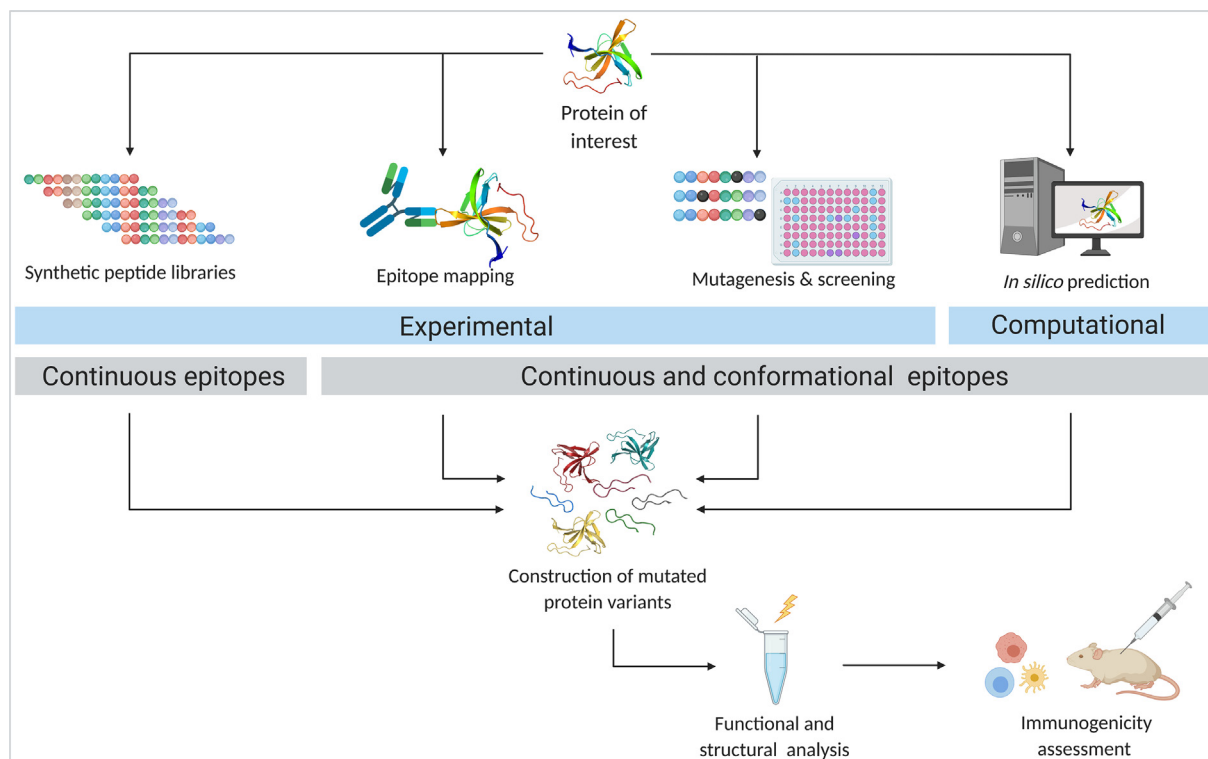 Protein of
interest
Synthetic peptide libraries
Epitope mapping
Mutagenesis & screening
In silico prediction
Experimental
Computational
Continuous epitopes
Continuous and conformational epitopes
Construction of mutated
protein variants
Functional and
structural analysis
Immunogenicity
assessment